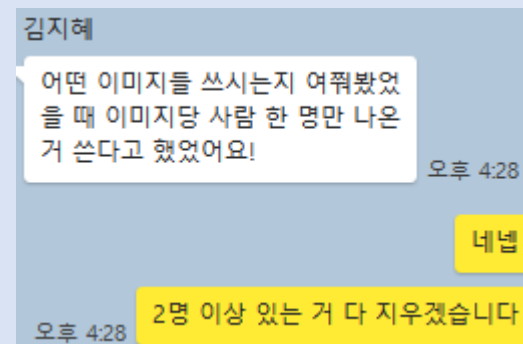 김지혜
어떤 이미지들 쓰시는지 여쭤봤었
을 때 이미지당 사람 한 명만 나온
거 쓴다고 했었어요!
오후 4:28
네넵
2명 이상 있는 거 다 지우겠습니다
오후 4:28